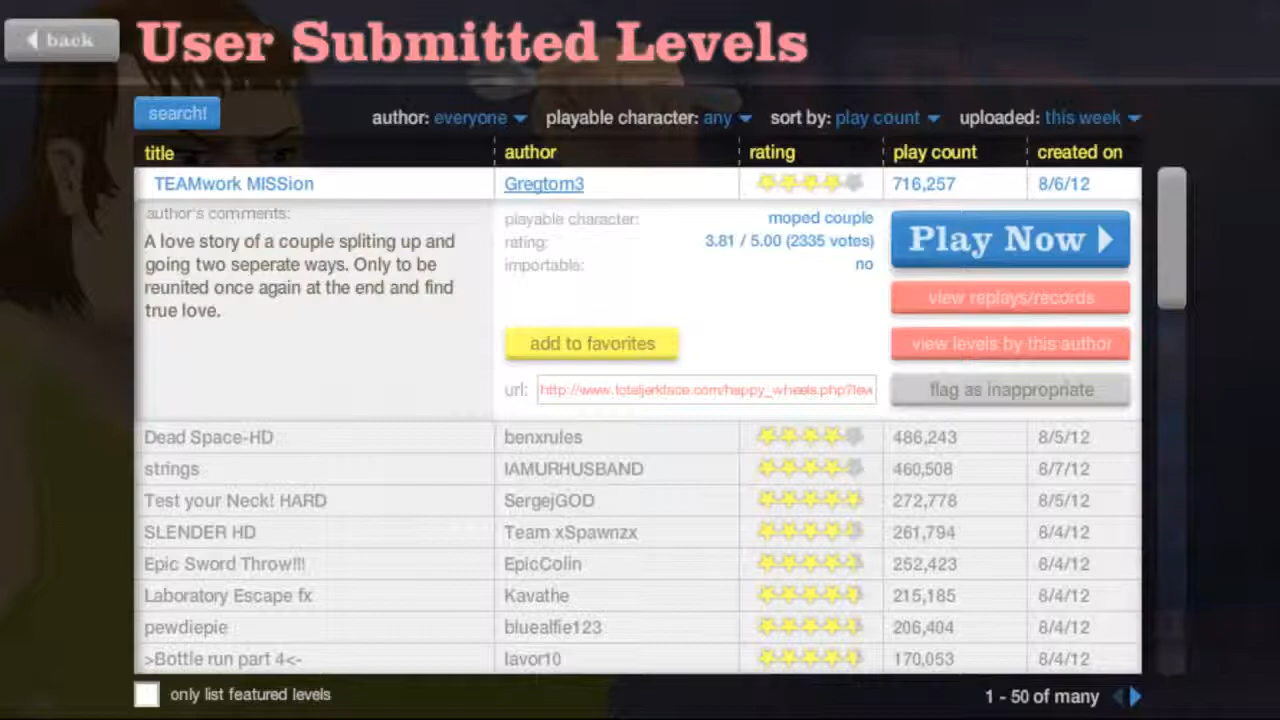 back
User Submitted Levels
search!
author: everyone playable character: any sort by: play count uploaded: this week
title author rating play count created on
TEAMwork MISSion Gregtom3 716,257 8/6/12
author's comments:
A love story of a couple spliting up and
going two seperate ways. Only to be
reunited once again at the end and find
true love.
playable character: moped couple
rating: 3.81 / 5.00 (2335 votes)
importable: no
add to favorites
url: http://www.totaljerkface.com/happy_wheels.php?lev
Play Now
view replays/records
view levels by this author
flag as inappropriate
Dead Space-HD benxrules 486,243 8/5/12
strings IAMURHUSBAND 460,508 8/7/12
Test your Neck! HARD SergejGOD 272,778 8/5/12
SLENDER HD Team xSpawnzx 261,794 8/4/12
Epic Sword Throw!!! EpicColin 252,423 8/4/12
Laboratory Escape fx Kavathe 215,185 8/4/12
pewdiepie bluealfie123 206,404 8/4/12
>Bottle run part 4<- lavor10 170,053 8/4/12
only list featured levels
1 - 50 of many